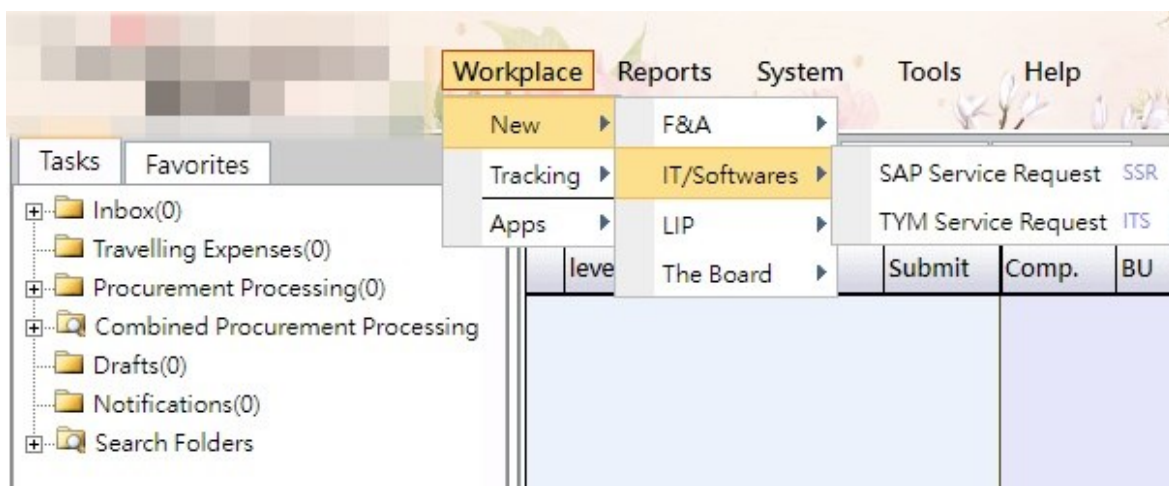 Workplace Reports System Tools Help
New F&A
Tracking IT/Softwares SAP Service Request SSR
Apps LIP TYM Service Request ITS
The Board
Tasks Favorites
Inbox(0)
Travelling Expenses(0)
Procurement Processing(0)
Combined Procurement Processing
Drafts(0)
Notifications(0)
Search Folders
leve Submit Comp. BU